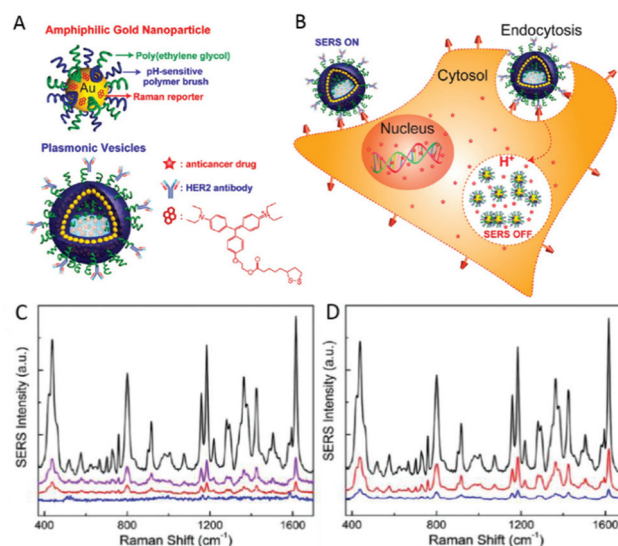 A
Amphiphilic Gold Nanoparticle
Au
Poly(ethylene glycol)
pH-sensitive
polymer brush
Raman reporter
Plasmonic Vesicles
: anticancer drug
: HER2 antibody
:
N
N
O
O
O
S
S
B
SERS ON
Endocytosis
Cytosol
Nucleus
H+
SERS OFF
C
SERS Intensity (a.u.)
400
800
1200
1600
Raman Shift (cm-1)
D
SERS Intensity (a.u.)
400
800
1200
1600
Raman Shift (cm-1)